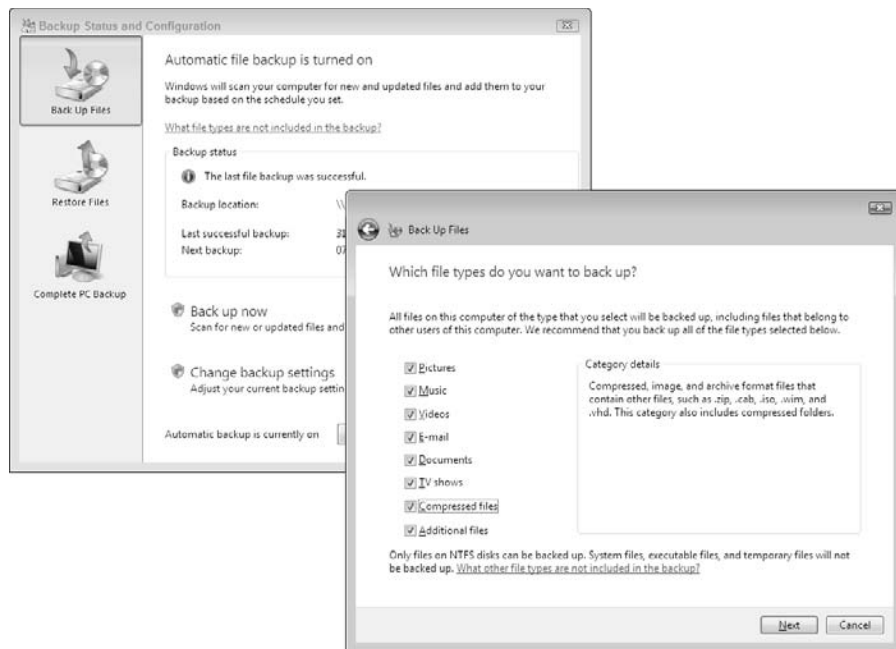 Backup Status and Configuration
Back Up Files
Restore Files
Complete PC Backup
Automatic file backup is turned on
Windows will scan your computer for new and updated files and add them to your
backup based on the schedule you set.
What file types are not included in the backup?
Backup status
The last file backup was successful.
Backup location: \\
Last successful backup: 31
Next backup: 07
Back up now
Scan for new or updated files and
Change backup settings
Adjust your current backup settin
Automatic backup is currently on
Back Up Files
Which file types do you want to back up?
All files on this computer of the type that you select will be backed up, including files that belong to
other users of this computer. We recommend that you back up all of the file types selected below.
Pictures
Music
Videos
E-mail
Documents
TV shows
Compressed files
Additional files
Category details
Compressed, image, and archive format files that
contain other files, such as .zip, .cab, .iso, .wim, and
.vhd. This category also includes compressed folders.
Only files on NTFS disks can be backed up. System files, executable files, and temporary files will not
be backed up. What other file types are not included in the backup?
Next
Cancel